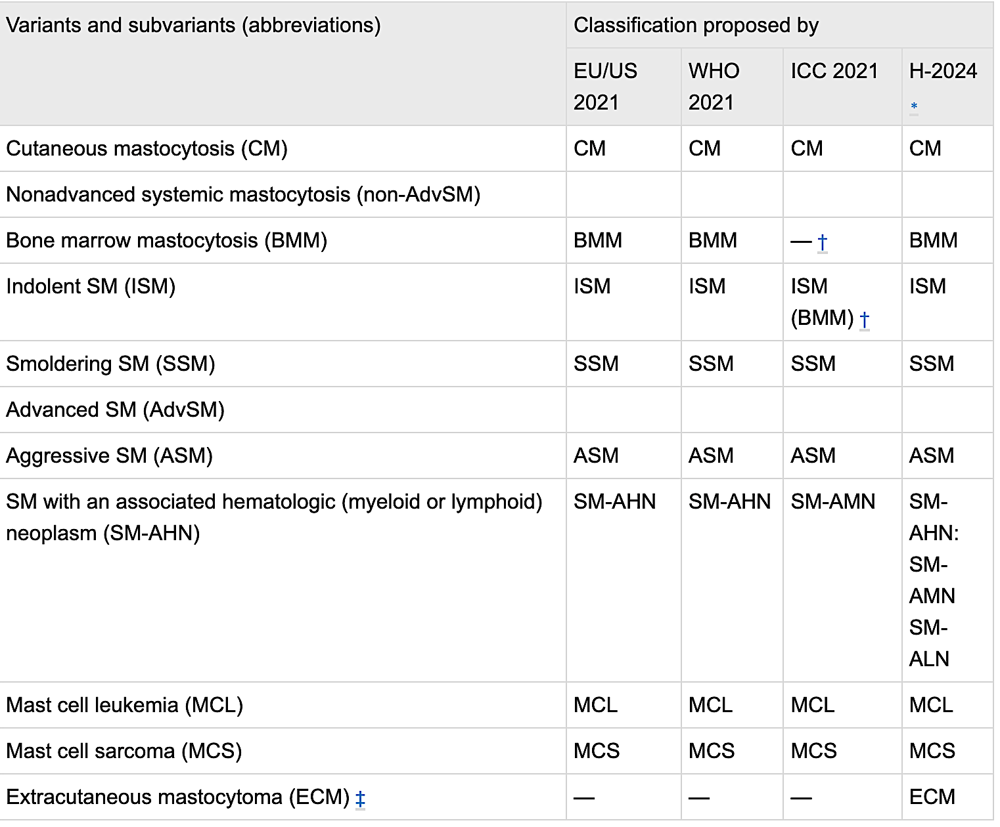 Variants and subvariants (abbreviations) Classification proposed by
EU/US 2021 WHO 2021 ICC 2021 H-2024 *
Cutaneous mastocytosis (CM) CM CM CM CM
Nonadvanced systemic mastocytosis (non-AdvSM)
Bone marrow mastocytosis (BMM) BMM BMM — † BMM
Indolent SM (ISM) ISM ISM ISM (BMM) † ISM
Smoldering SM (SSM) SSM SSM SSM SSM
Advanced SM (AdvSM)
Aggressive SM (ASM) ASM ASM ASM ASM
SM with an associated hematologic (myeloid or lymphoid) neoplasm (SM-AHN) SM-AHN SM-AHN SM-AMN SM-AHN: SM-AMN SM-ALN
Mast cell leukemia (MCL) MCL MCL MCL MCL
Mast cell sarcoma (MCS) MCS MCS MCS MCS
Extracutaneous mastocytoma (ECM) ‡ — — — ECM